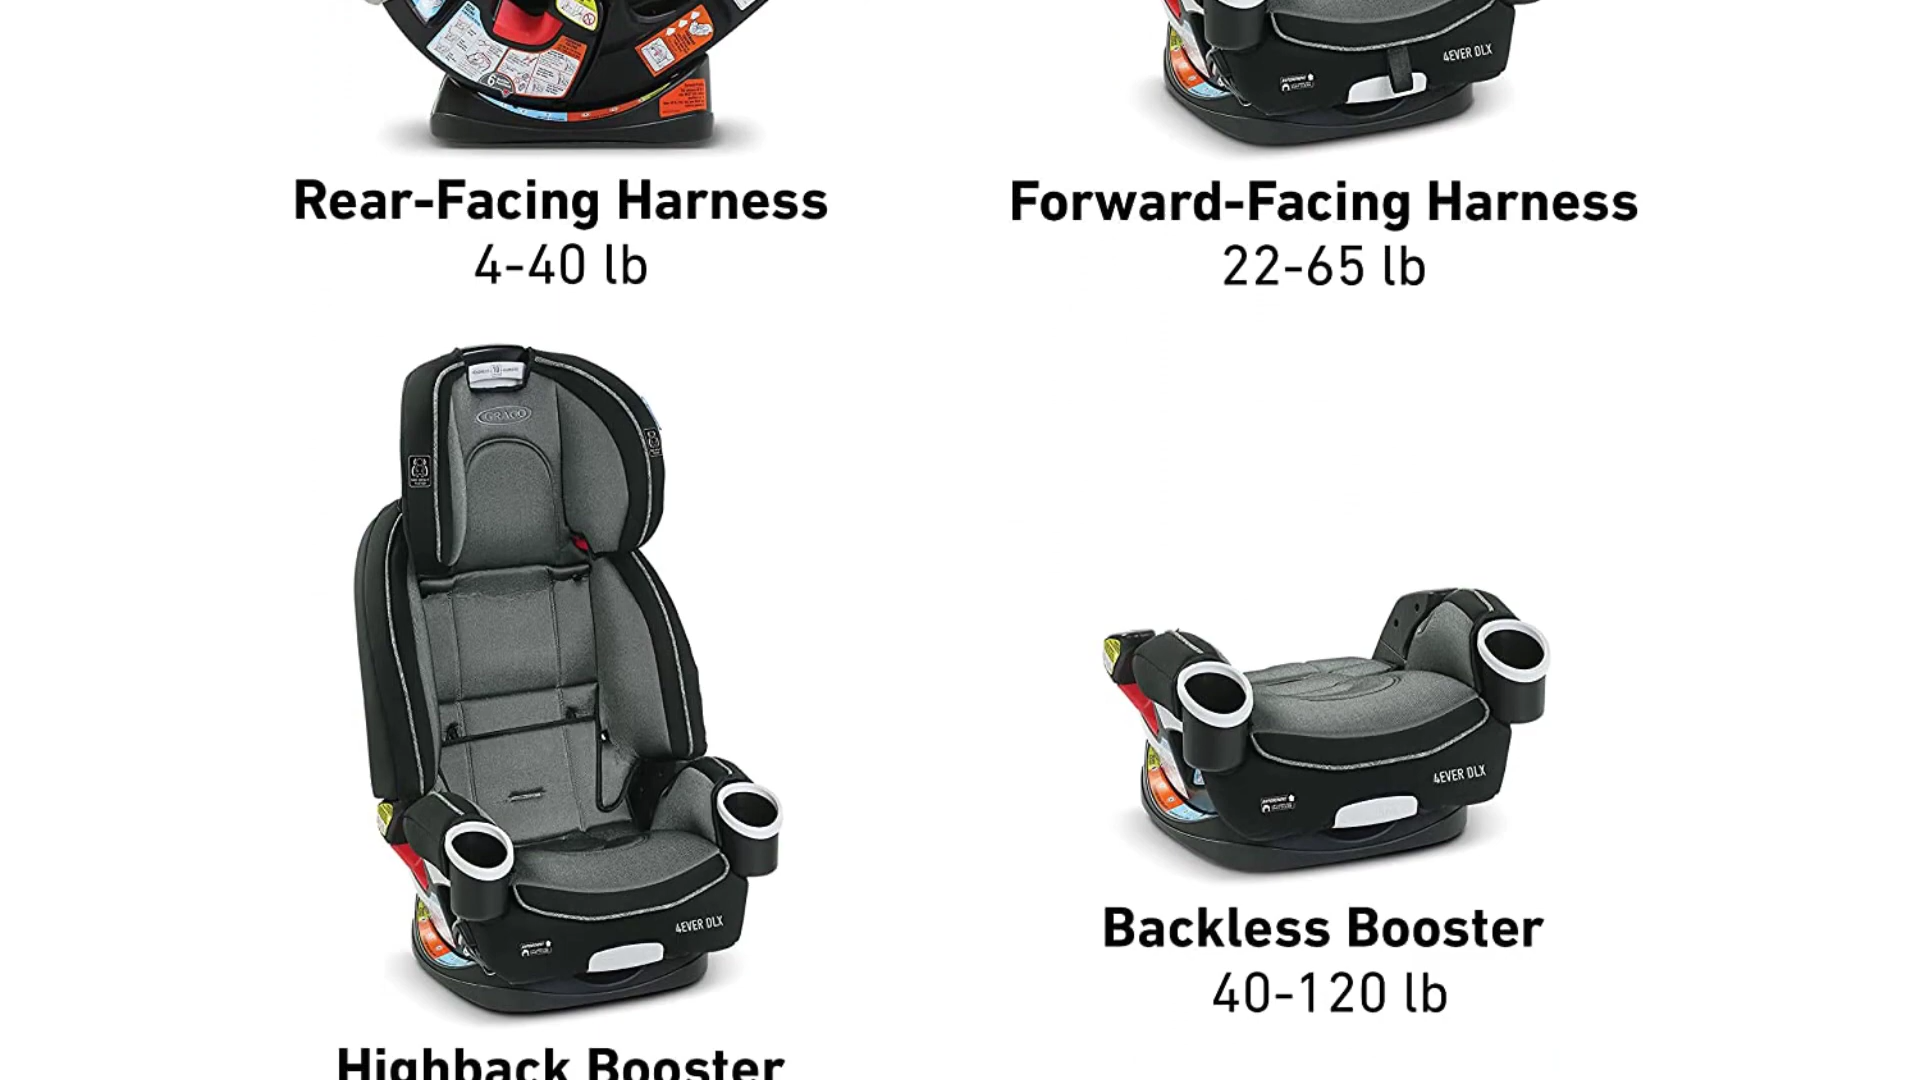 4EVER DLX
Rear-Facing Harness
4-40 lb
Forward-Facing Harness
22-65 lb
GRACO
4EVER DLX
4EVER DLX
Backless Booster
40-120 lb
Highback Booster